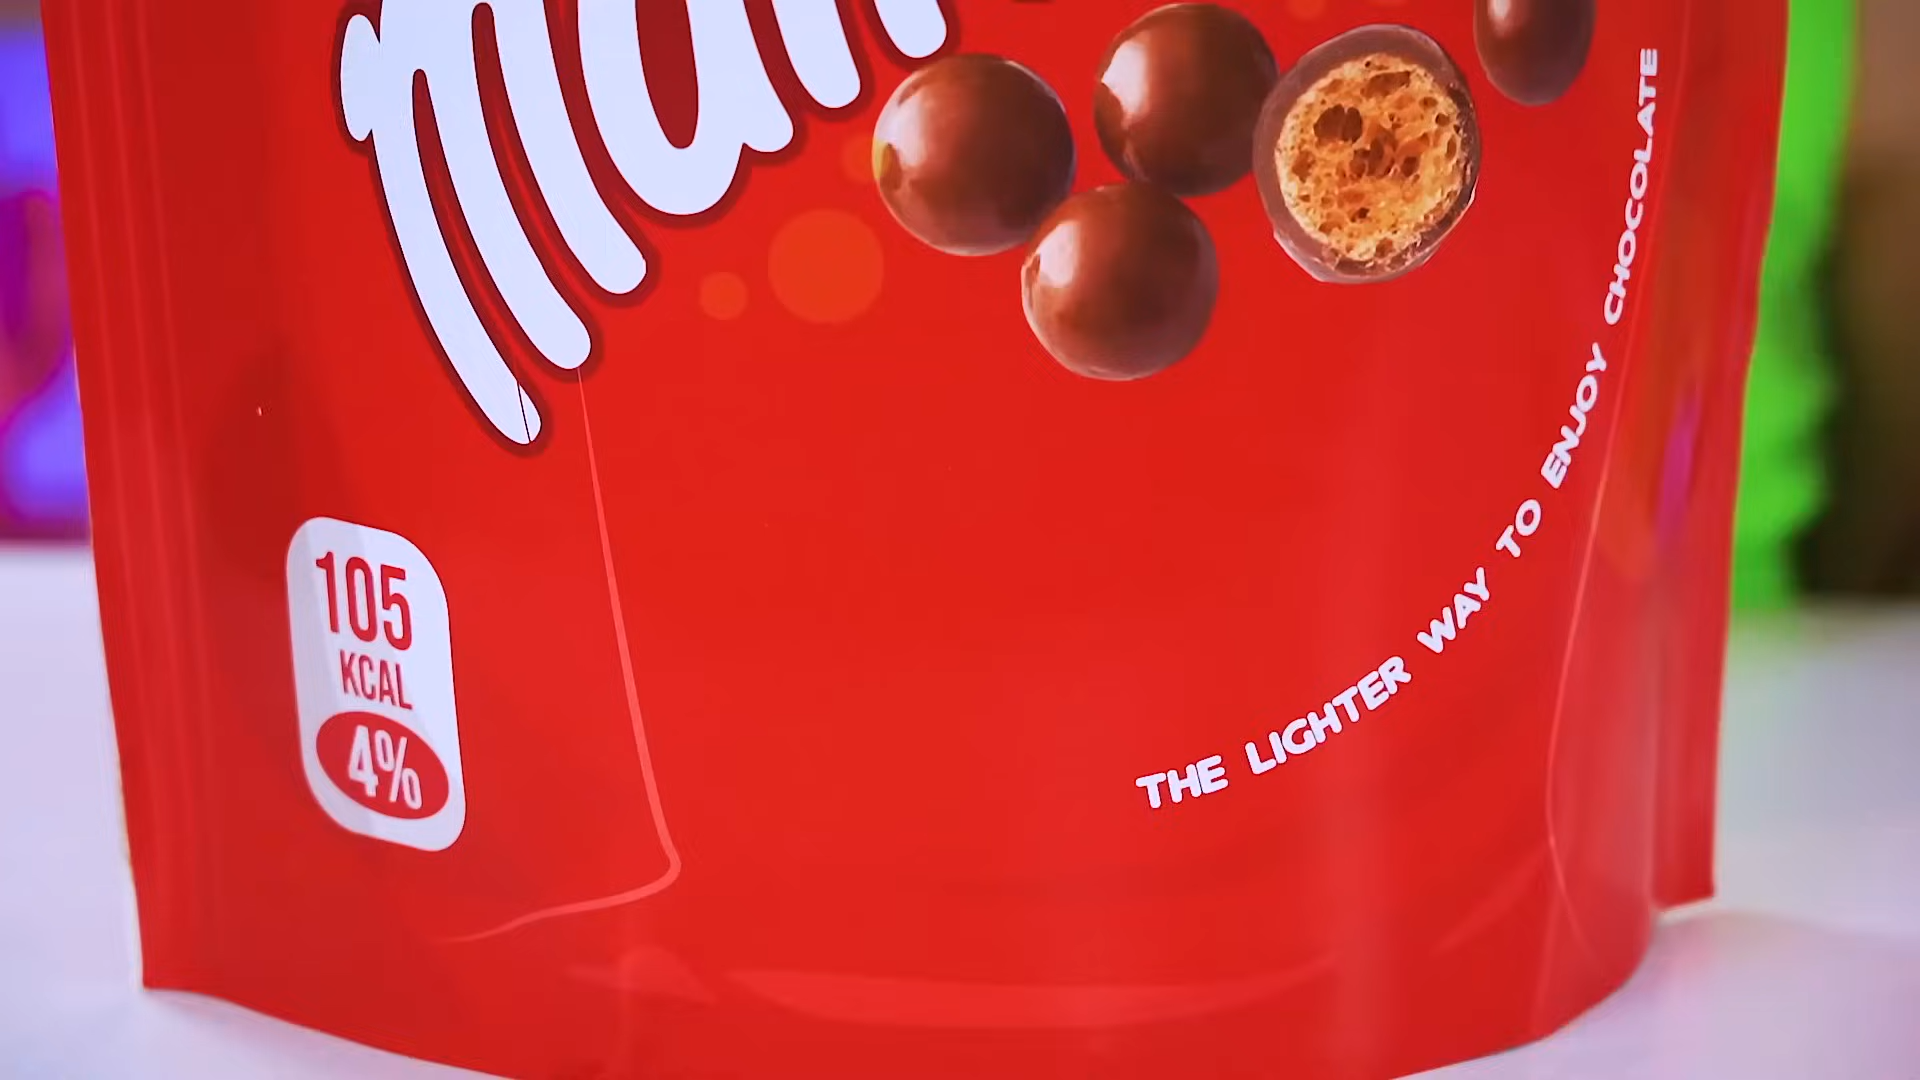 105
KCAL
4%
THE LIGHTER WAY TO ENJOY CHOCOLATE